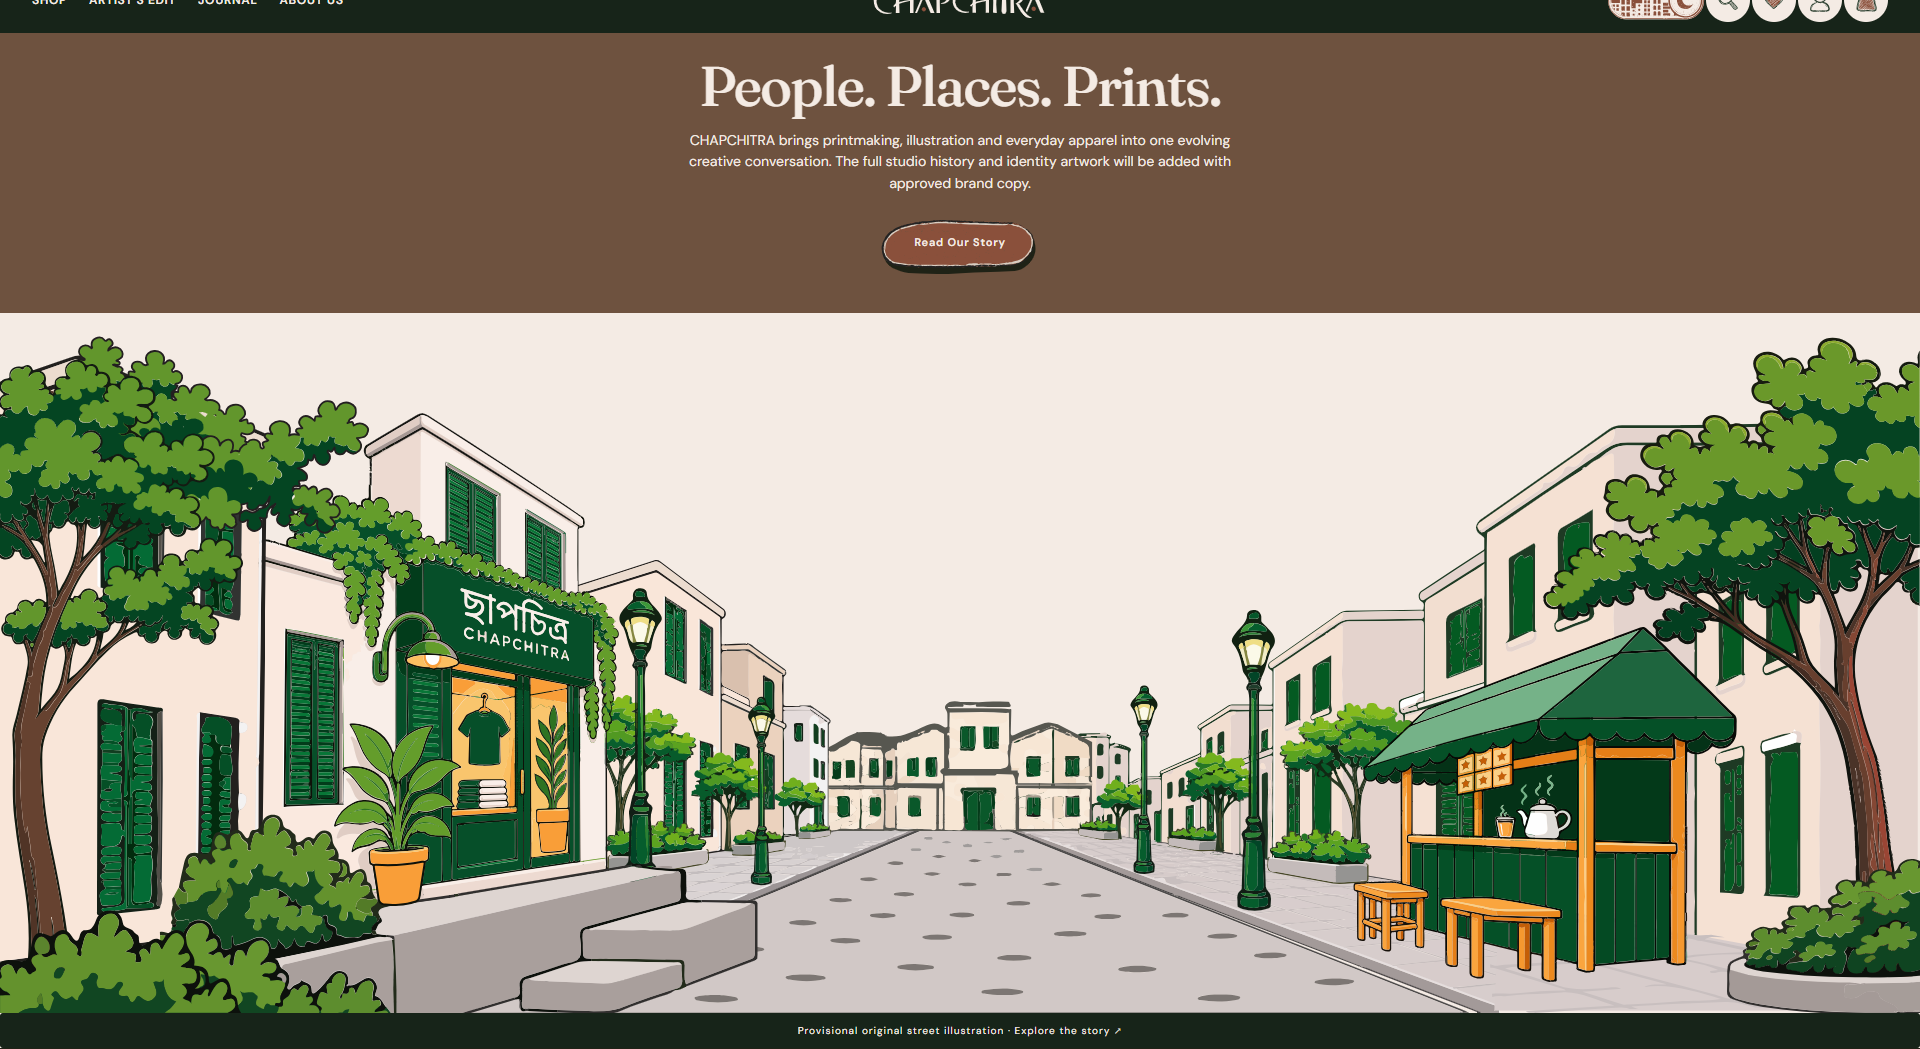 SHOP ARTIST'S EDIT JOURNAL ABOUT US
CHAPCHITRA
People. Places. Prints.
CHAPCHITRA brings printmaking, illustration and everyday apparel into one evolving
creative conversation. The full studio history and identity artwork will be added with
approved brand copy.
Read Our Story
ছাপচিত্র
CHAPCHITRA
Provisional original street illustration · Explore the story ↗